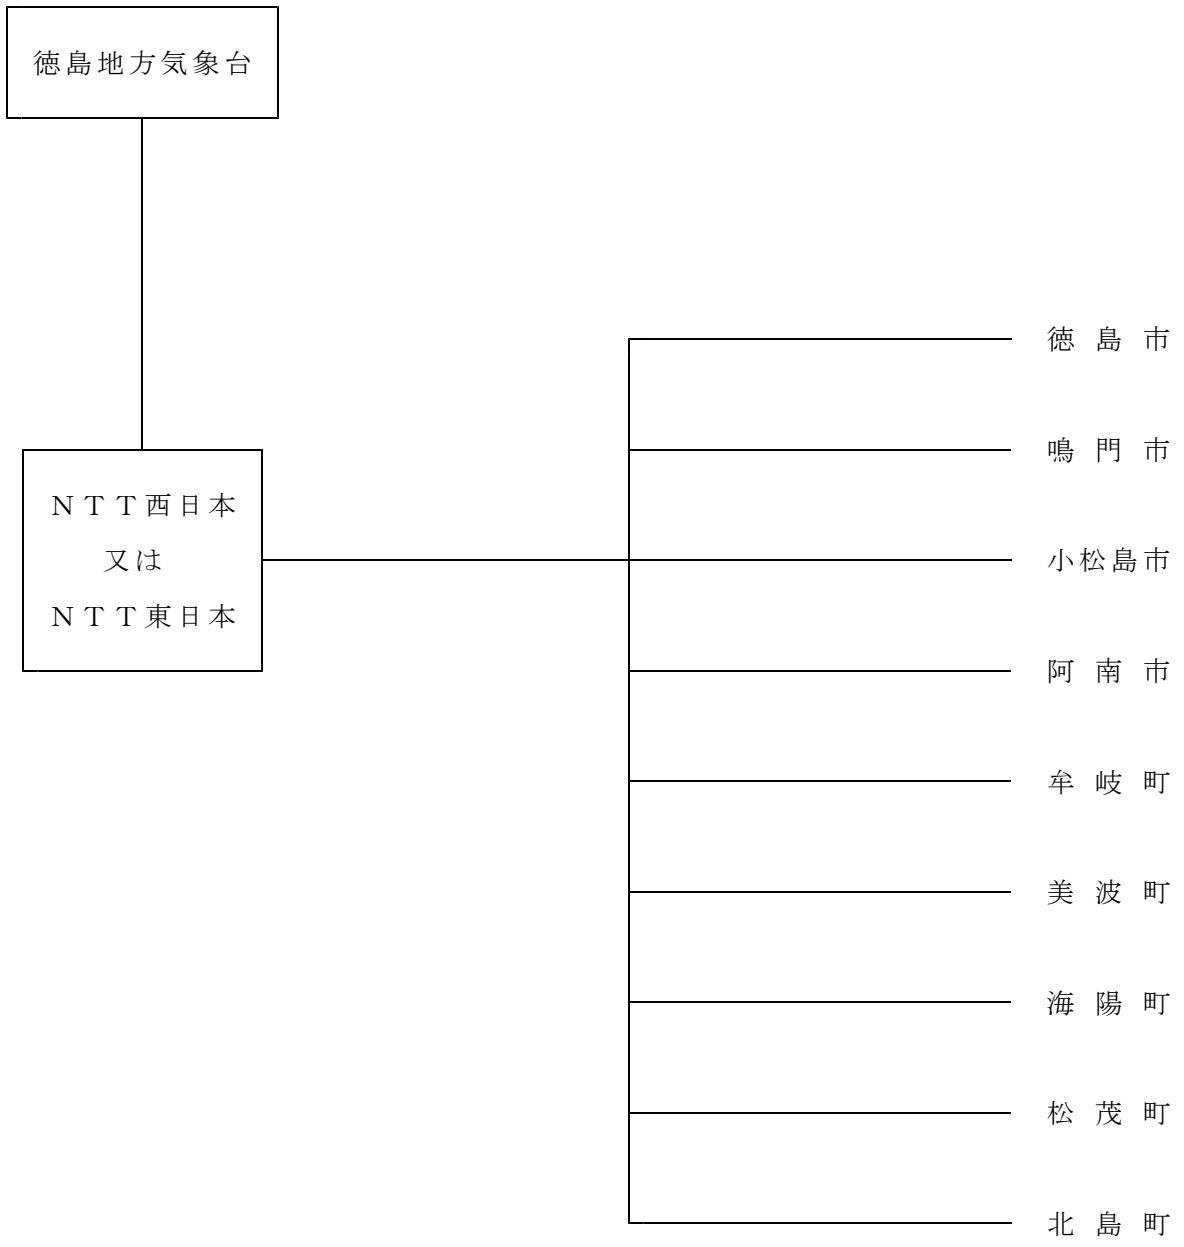 徳島地方気象台
ＮＴＴ西日本
又は
ＮＴＴ東日本
徳島市
鳴門市
小松島市
阿南市
牟岐町
美波町
海陽町
松茂町
北島町